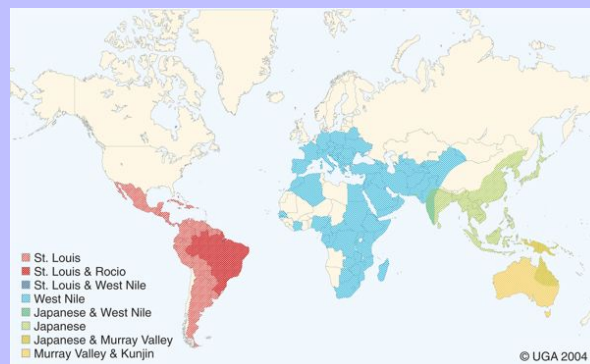 St. Louis
St. Louis & Rocio
St. Louis & West Nile
West Nile
Japanese & West Nile
Japanese
Japanese & Murray Valley
Murray Valley & Kunjin
© UGA 2004